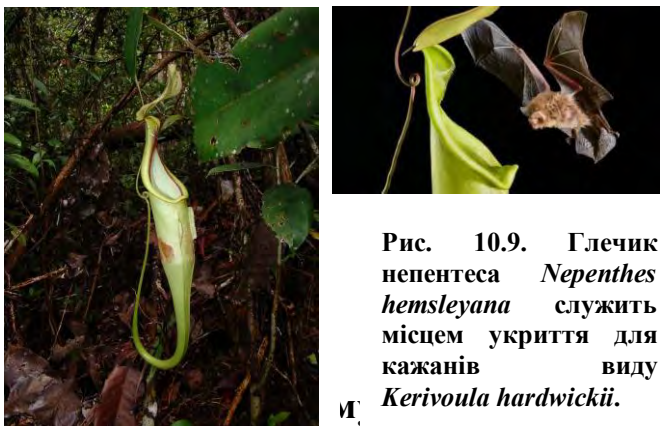 Рис. 10.9. Глечик
непентеса Nepenthes
hemsleyana служить
місцем укриття для
кажанів виду
Kerivoula hardwickii.